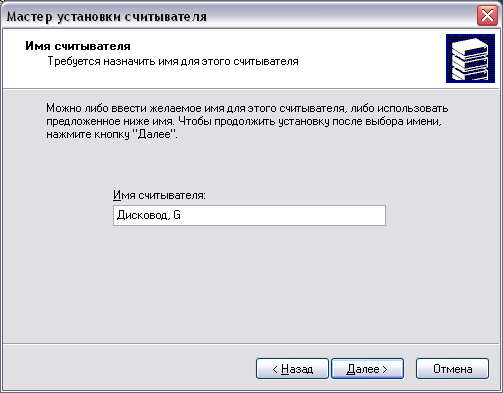 Мастер установки считывателя
Имя считывателя
Требуется назначить имя для этого считывателя
Можно либо ввести желаемое имя для этого считывателя, либо использовать
предложенное ниже имя. Чтобы продолжить установку после выбора имени,
нажмите кнопку "Далее".
Имя считывателя:
Дисковод, G
< Назад
Далее >
Отмена